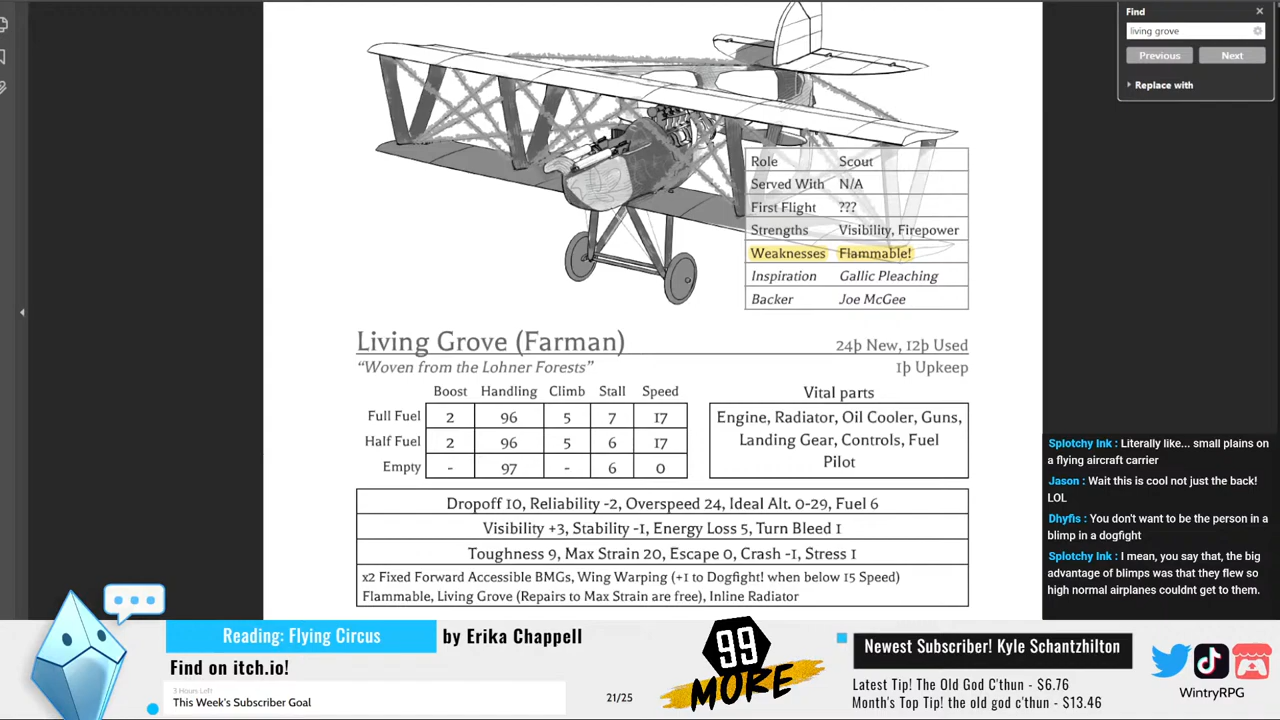 Find
living grove
Previous
Next
Replace with
Role Scout
Served With N/A
First Flight ???
Strengths Visibility, Firepower
Weaknesses Flammable!
Inspiration Gallic Pleaching
Backer Joe McGee
Living Grove (Farman)
24þ New, 12þ Used
"Woven from the Lohner Forests"
1þ Upkeep
Boost Handling Climb Stall Speed
Full Fuel 2 96 5 7 17
Half Fuel 2 96 5 6 17
Empty - 97 - 6 0
Vital parts
Engine, Radiator, Oil Cooler, Guns,
Landing Gear, Controls, Fuel
Pilot
Dropoff 10, Reliability -2, Overspeed 24, Ideal Alt. 0-29, Fuel 6
Visibility +3, Stability -1, Energy Loss 5, Turn Bleed 1
Toughness 9, Max Strain 20, Escape 0, Crash -1, Stress 1
x2 Fixed Forward Accessible BMGs, Wing Warping (+1 to Dogfight! when below 15 Speed)
Flammable, Living Grove (Repairs to Max Strain are free), Inline Radiator
Splotchy Ink : Literally like... small plains on
a flying aircraft carrier
Jason : Wait this is cool not just the back!
LOL
Dhyfis : You don't want to be the person in a
blimp in a dogfight
Splotchy Ink : I mean, you say that, the big
advantage of blimps was that they flew so
high normal airplanes couldnt get to them.
Reading: Flying Circus
by Erika Chappell
Find on itch.io!
3 Hours Left
This Week's Subscriber Goal
21/25
99
MORE
Newest Subscriber! Kyle Schantzhilton
Latest Tip! The Old God C'thun - $6.76
Month's Top Tip! the old god c'thun - $13.46
WintryRPG